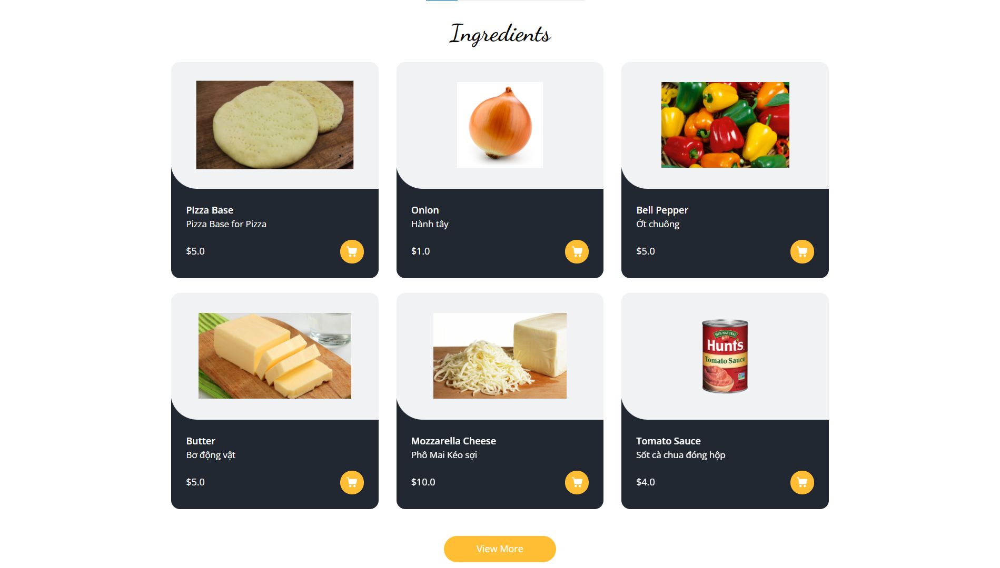 Ingredients
Pizza Base
Pizza Base for Pizza
$5.0
Onion
Hành tây
$1.0
Bell Pepper
Ớt chuông
$5.0
100% NATURAL
Hunt's
Tomato Sauce
Butter
Bơ động vật
$5.0
Mozzarella Cheese
Phô Mai Kéo sợi
$10.0
Tomato Sauce
Sốt cà chua đóng hộp
$4.0
View More